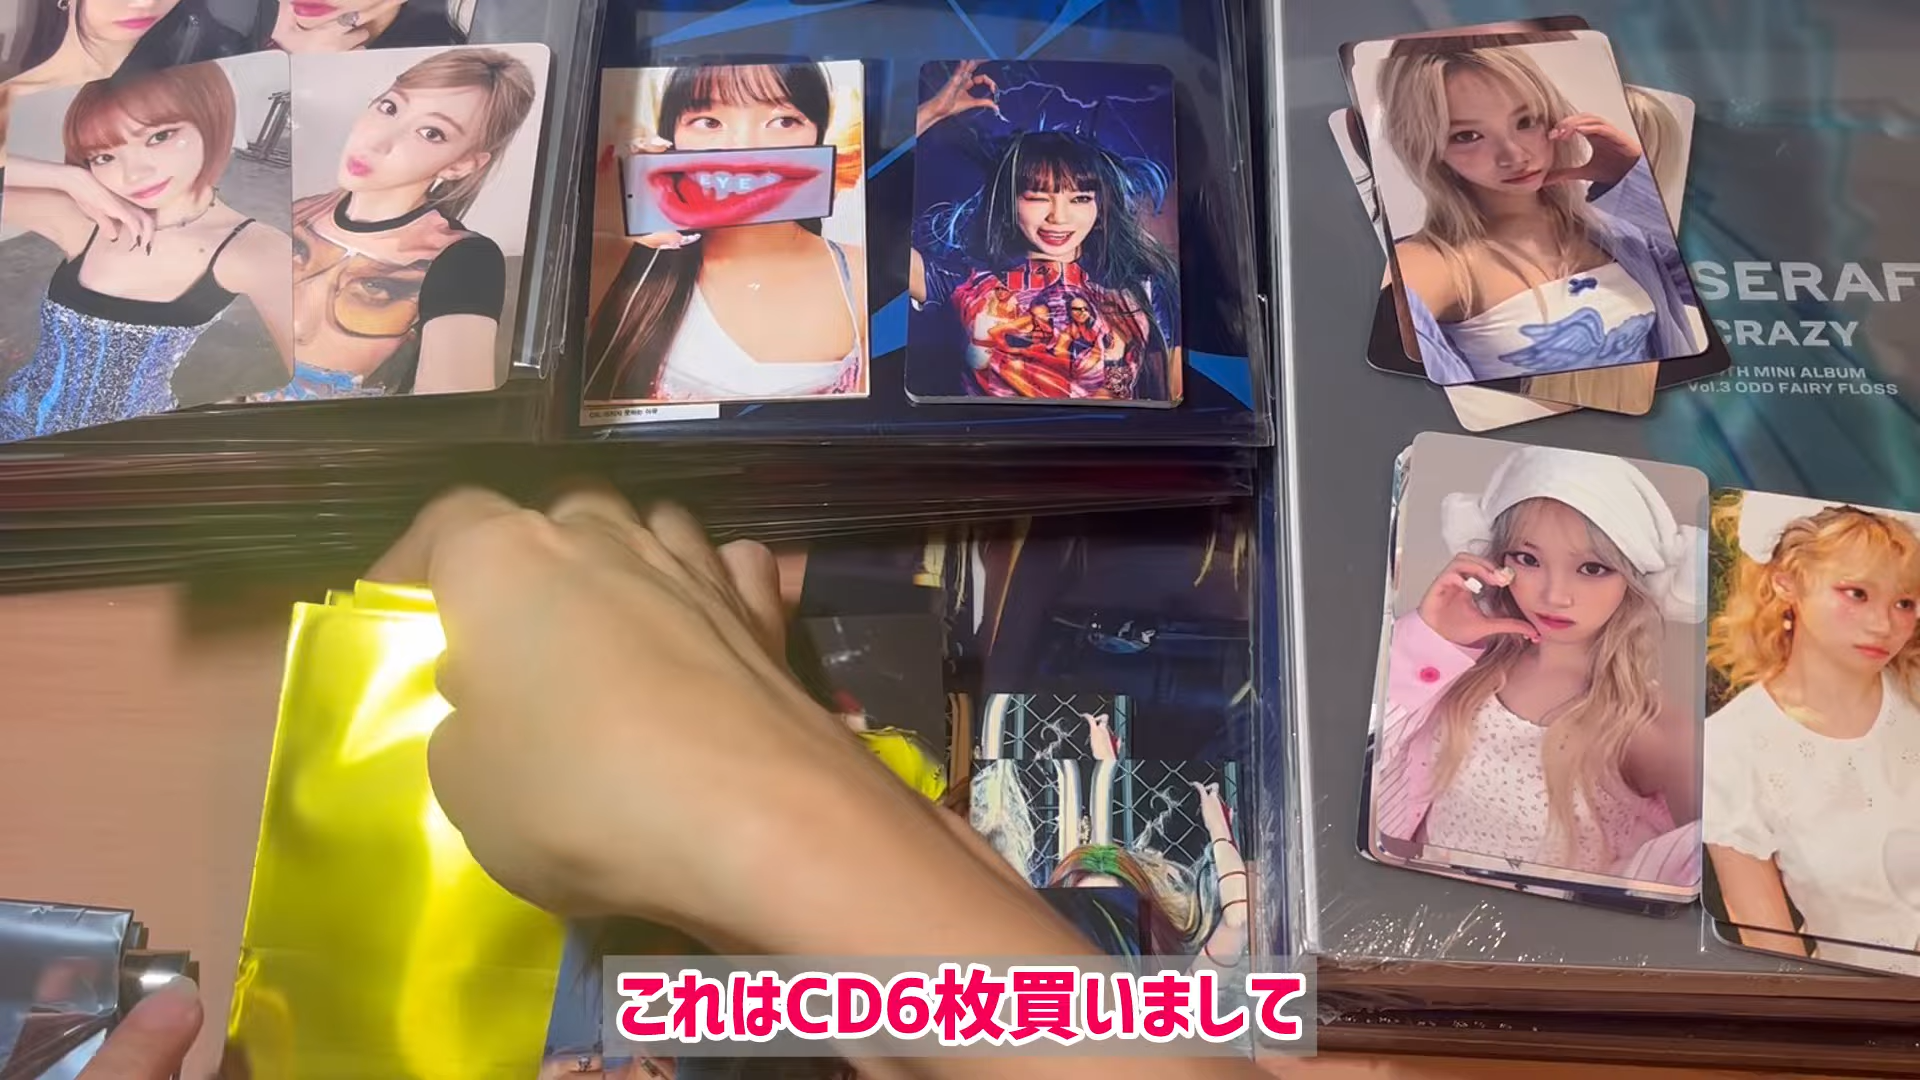 EYE
SERAF
CRAZY
TH MINI ALBUM
Vol.3 ODD FAIRY FLOSS
これはCD6枚買いまして